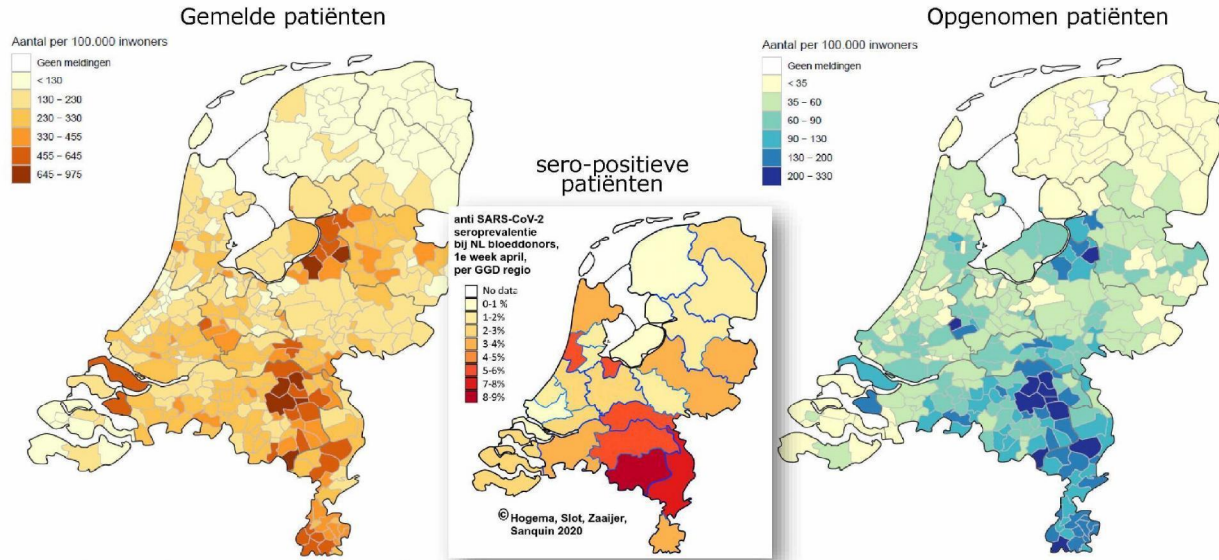 Gemelde patiënten
Aantal per 100.000 inwoners
Geen meldingen
< 130
130 – 230
230 – 330
330 – 455
455 – 645
645 – 975
sero-positieve
patiënten
anti SARS-CoV-2
seroprevalentie
bij NL bloeddonors,
1e week april,
per GGD regio
No data
0-1 %
1-2%
2-3%
3-4%
4-5%
5-6%
7-8%
8-9%
© Hogema, Slot, Zaaijer,
Sanquin 2020
Opgenomen patiënten
Aantal per 100.000 inwoners
Geen meldingen
< 35
35 – 60
60 – 90
90 – 130
130 – 200
200 – 330